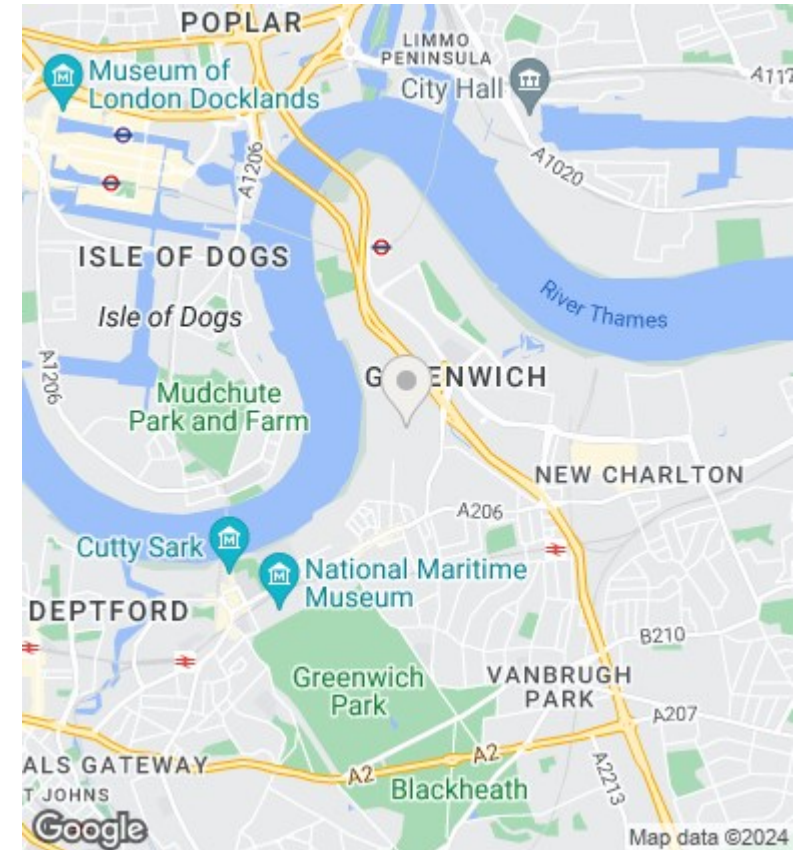 POPLAR
LIMMO
PENINSULA
Museum of
London Docklands
City Hall
A117
A1020
A1206
ISLE OF DOGS
Isle of Dogs
River Thames
A1206
Mudchute
Park and Farm
G ENWICH
NEW CHARLTON
A206
Cutty Sark
National Maritime
Museum
DEPTFORD
B210
Greenwich
Park
VANBRUGH
PARK
A207
ALS GATEWAY
T JOHNS
A2
A2
A2213
Blackheath
Google
Map data ©2024